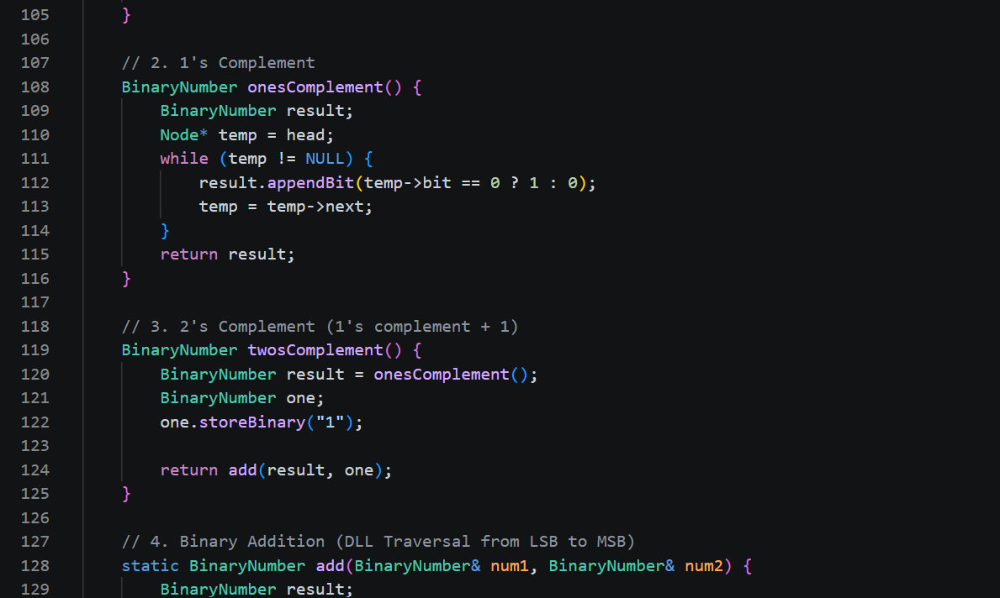 105 }
106
107 // 2. 1's Complement
108 BinaryNumber onesComplement() {
109 BinaryNumber result;
110 Node* temp = head;
111 while (temp != NULL) {
112 result.appendBit(temp->bit == 0 ? 1 : 0);
113 temp = temp->next;
114 }
115 return result;
116 }
117
118 // 3. 2's Complement (1's complement + 1)
119 BinaryNumber twosComplement() {
120 BinaryNumber result = onesComplement();
121 BinaryNumber one;
122 one.storeBinary("1");
123
124 return add(result, one);
125 }
126
127 // 4. Binary Addition (DLL Traversal from LSB to MSB)
128 static BinaryNumber add(BinaryNumber& num1, BinaryNumber& num2) {
129 BinaryNumber result;